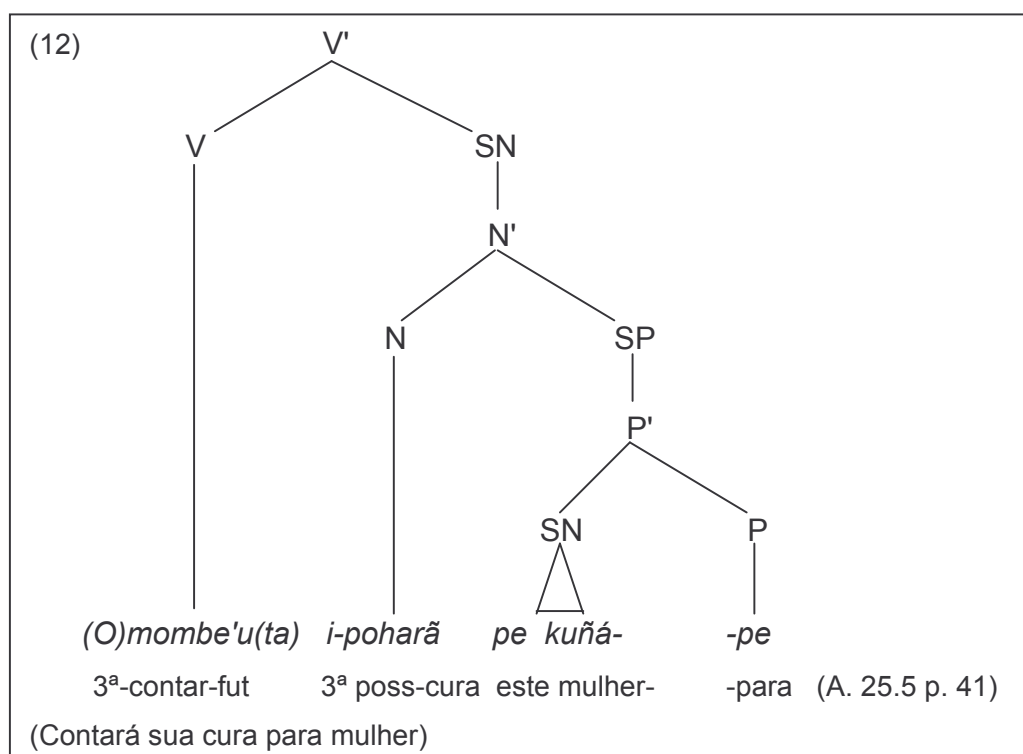 (12)
V'
V SN
N'
N SP
P'
SN P
(O)mombe'u(ta) i-poharã pe kuñá- -pe
3ª-contar-fut 3ª poss-cura este mulher- -para (A. 25.5 p. 41)
(Contará sua cura para mulher)